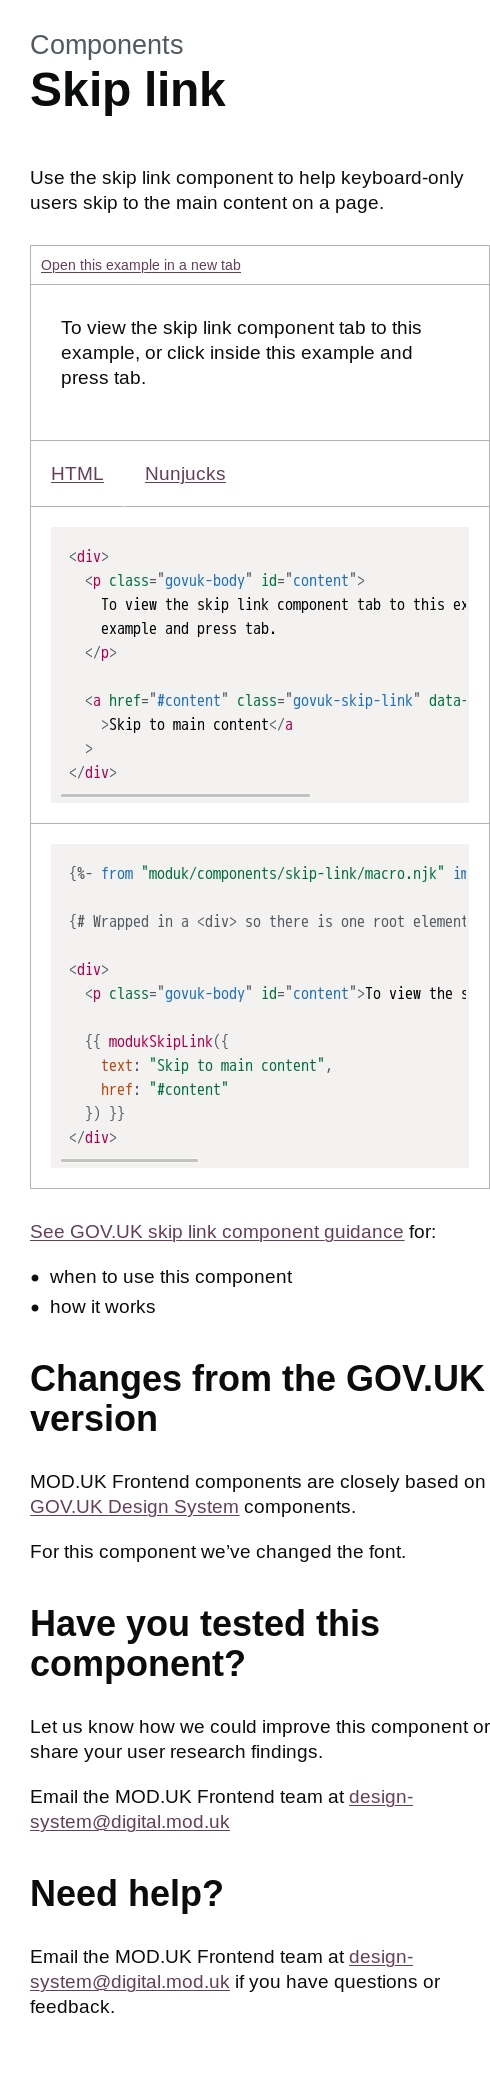 Components
Skip link
Use the skip link component to help keyboard-only
users skip to the main content on a page.
Open this example in a new tab
To view the skip link component tab to this
example, or click inside this example and
press tab.
HTML Nunjucks
<div>
  <p class="govuk-body" id="content">
    To view the skip link component tab to this ex
    example and press tab.
  </p>

  <a href="#content" class="govuk-skip-link" data-
    >Skip to main content</a
  >
</div>
{%- from "moduk/components/skip-link/macro.njk" im

{# Wrapped in a <div> so there is one root element

<div>
  <p class="govuk-body" id="content">To view the s

  {{ modukSkipLink({
    text: "Skip to main content",
    href: "#content"
  }) }}
</div>
See GOV.UK skip link component guidance for:
• when to use this component
• how it works
Changes from the GOV.UK
version
MOD.UK Frontend components are closely based on
GOV.UK Design System components.
For this component we’ve changed the font.
Have you tested this
component?
Let us know how we could improve this component or
share your user research findings.
Email the MOD.UK Frontend team at design-
system@digital.mod.uk
Need help?
Email the MOD.UK Frontend team at design-
system@digital.mod.uk if you have questions or
feedback.